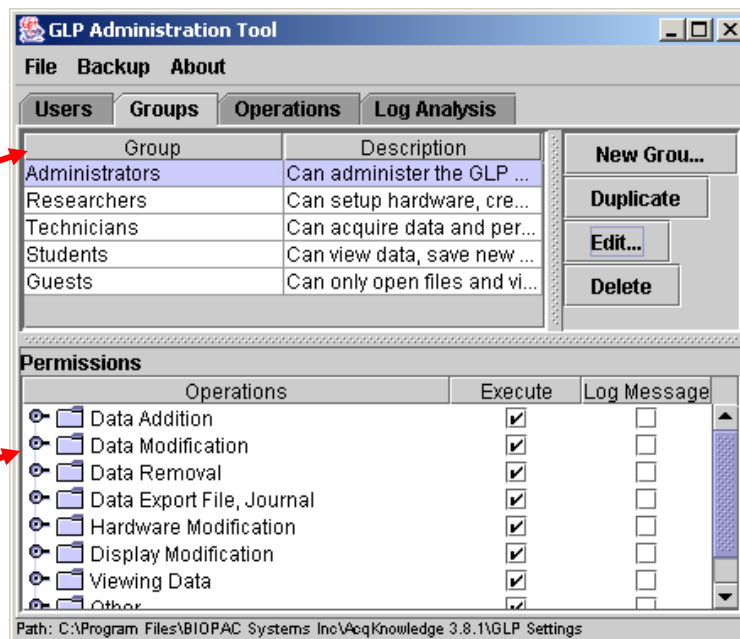 GLP Administration Tool
File Backup About
Users Groups Operations Log Analysis
Group Description
Administrators Can administer the GLP ...
Researchers Can setup hardware, cre...
Technicians Can acquire data and per...
Students Can view data, save new ...
Guests Can only open files and vi...
New Grou...
Duplicate
Edit...
Delete
Permissions
Operations Execute Log Message
Data Addition
Data Modification
Data Removal
Data Export File, Journal
Hardware Modification
Display Modification
Viewing Data
Other
Path: C:\Program Files\BIOPAC Systems Inc\AcqKnowledge 3.8.1\GLP Settings